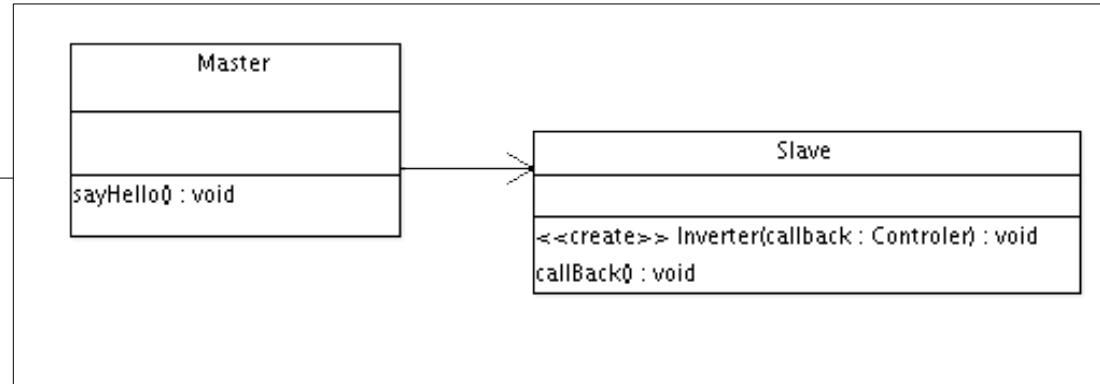 Master
sayHello() : void
Slave
<<create>> Inverter(callback : Controler) : void
callBack() : void